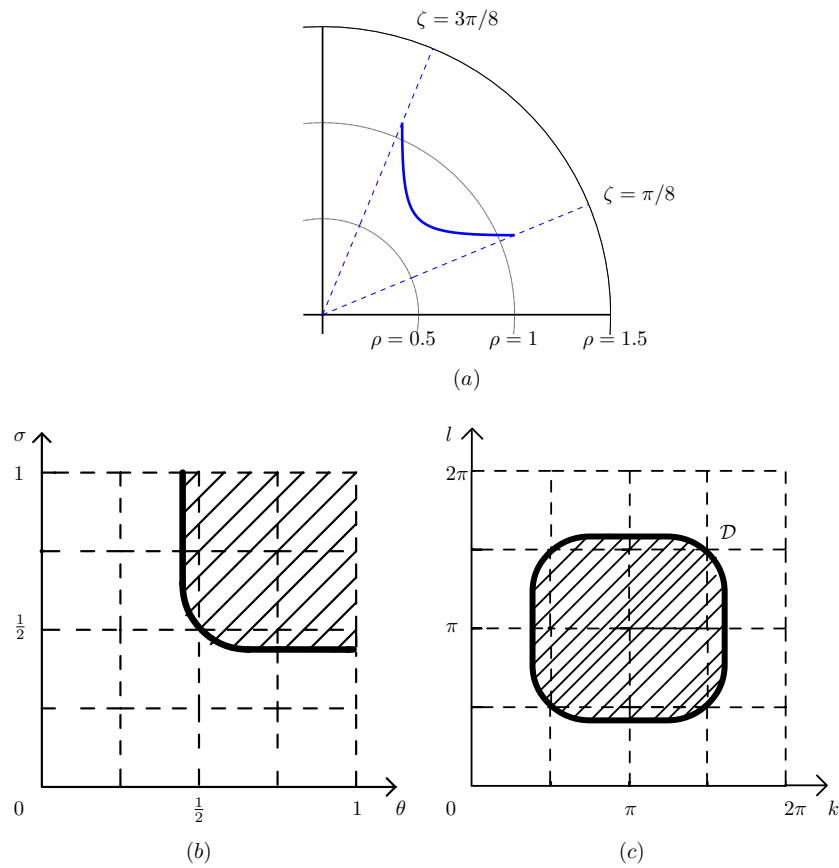 ζ = 3π/8
ζ = π/8
ρ = 0.5
ρ = 1
ρ = 1.5
(a)
σ
1
½
0
½
1
θ
(b)
l
2π
𝒟
π
0
π
2π
k
(c)